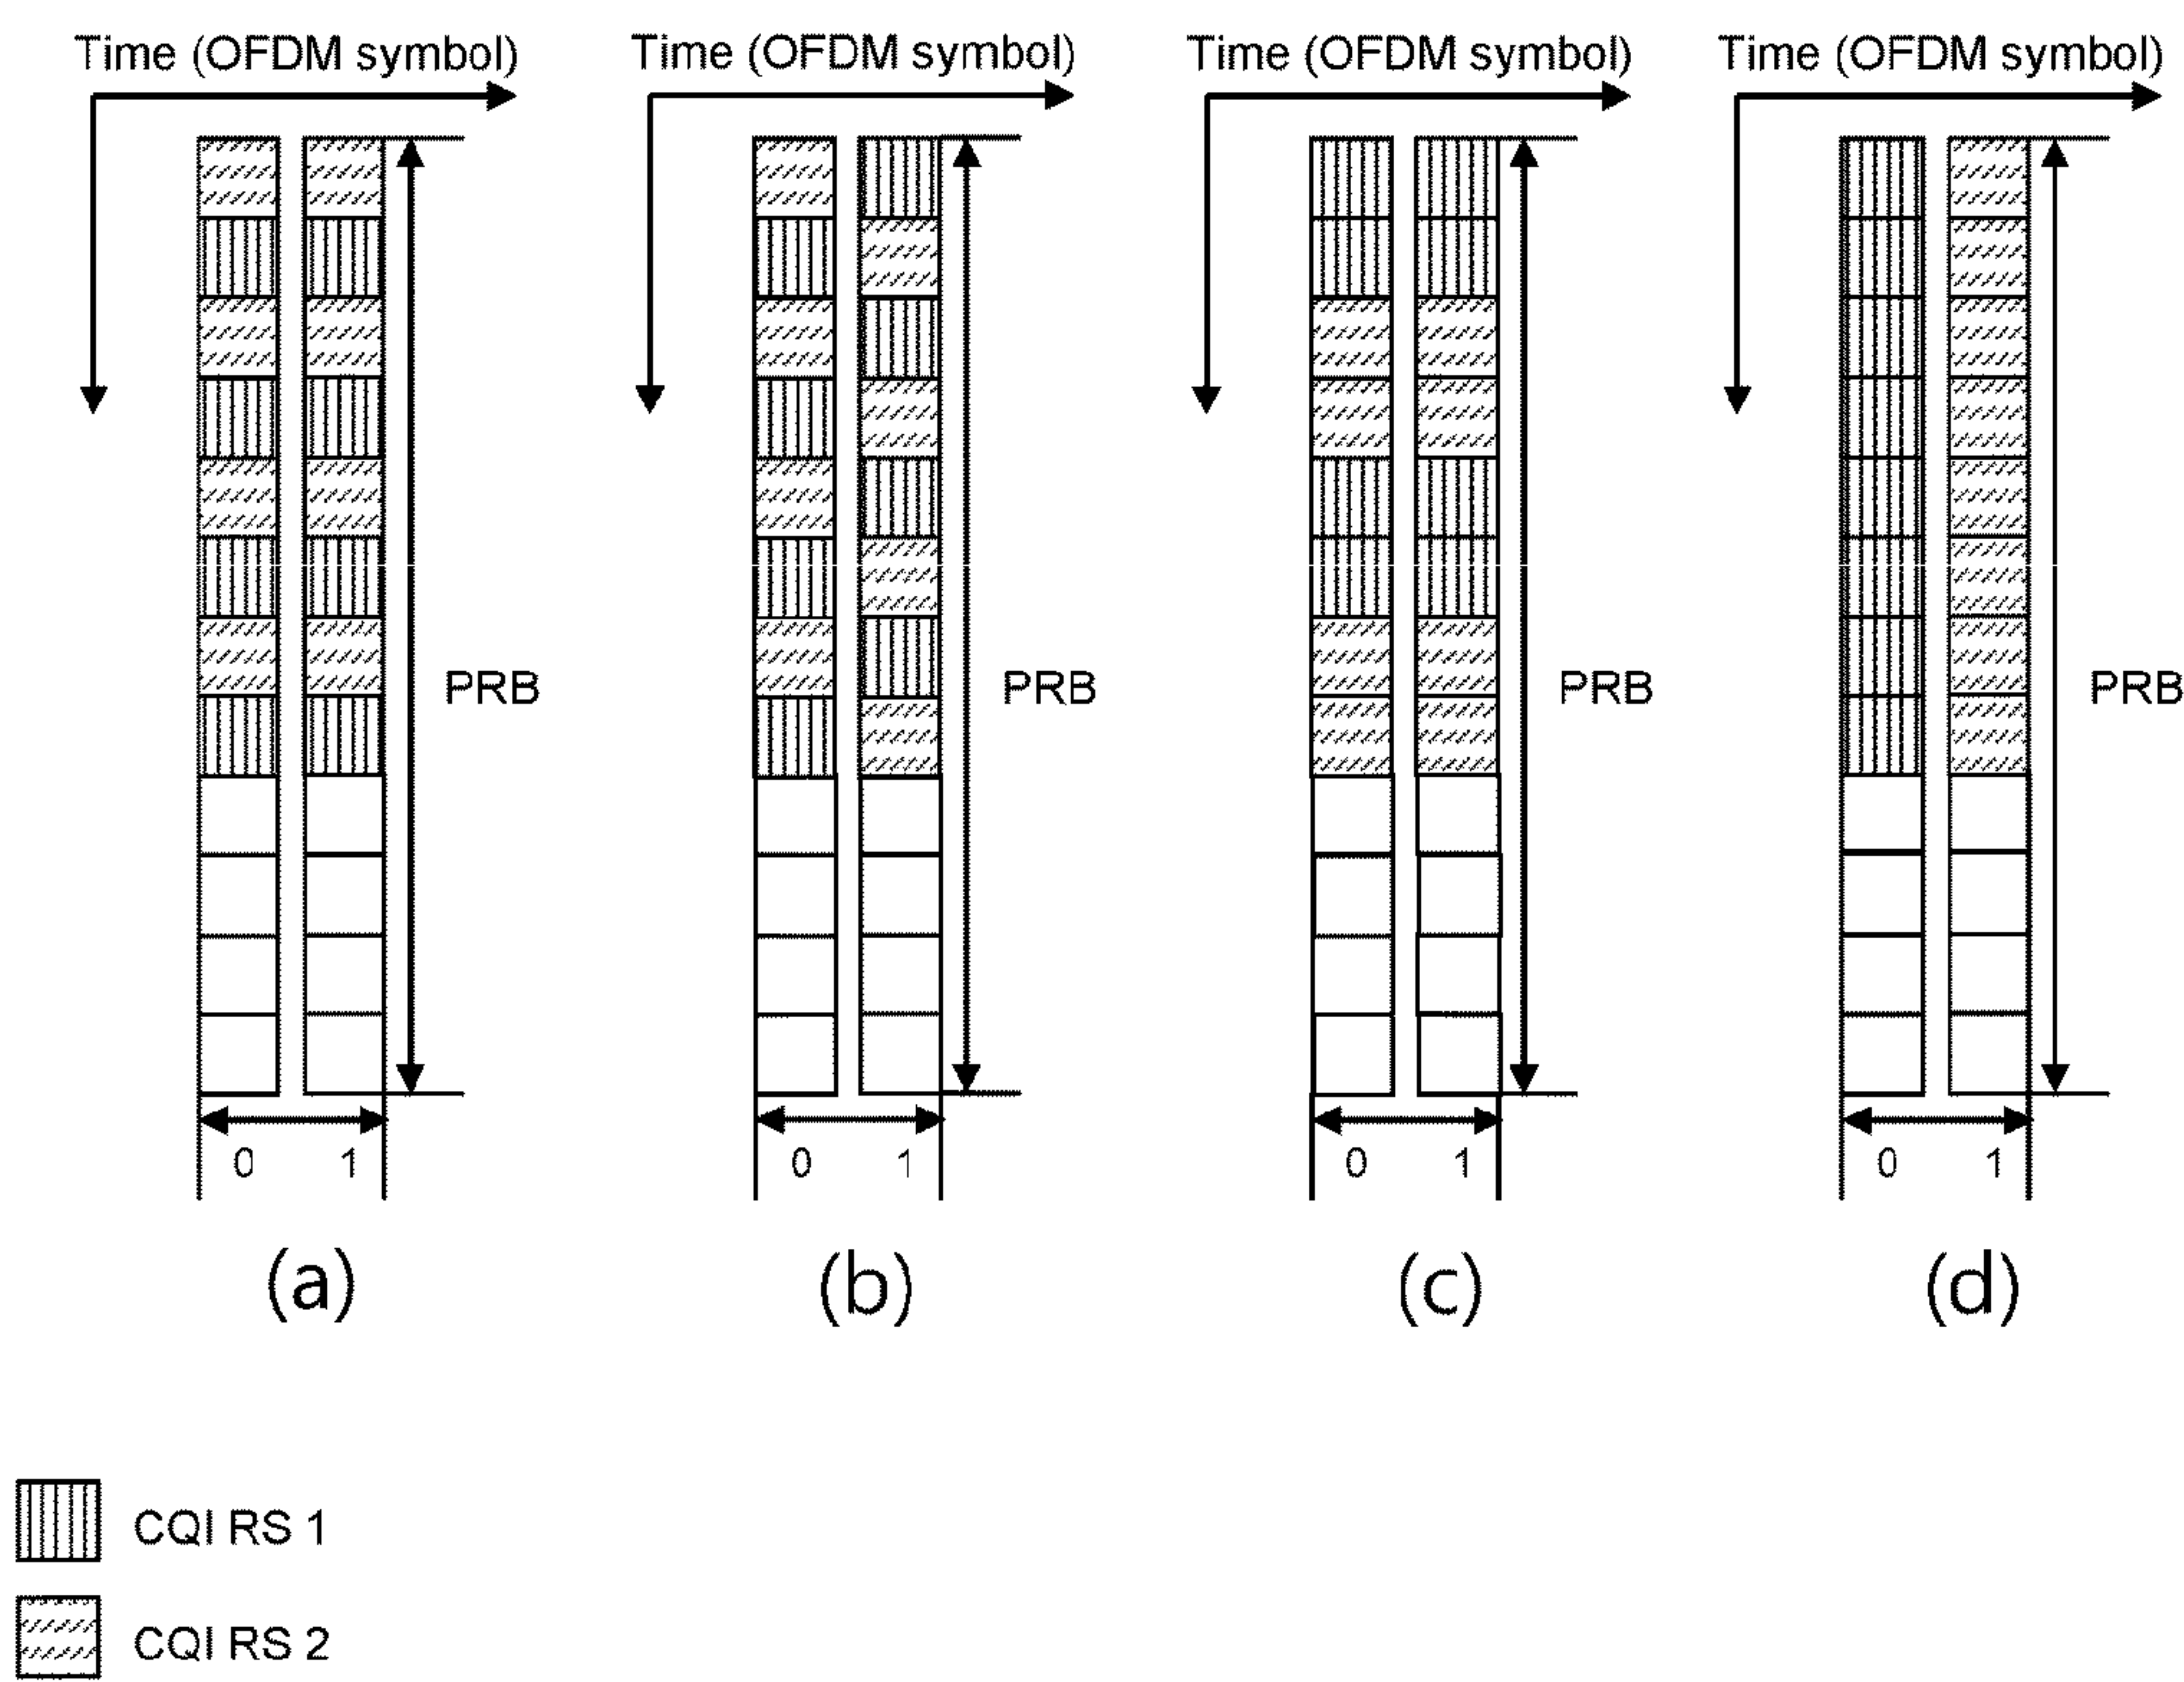 Time (OFDM symbol) Time (OFDM symbol) Time (OFDM symbol) Time (OFDM symbol)
PRB PRB PRB PRB
0 1 0 1 0 1 0 1
(a) (b) (c) (d)
CQI RS 1
CQI RS 2